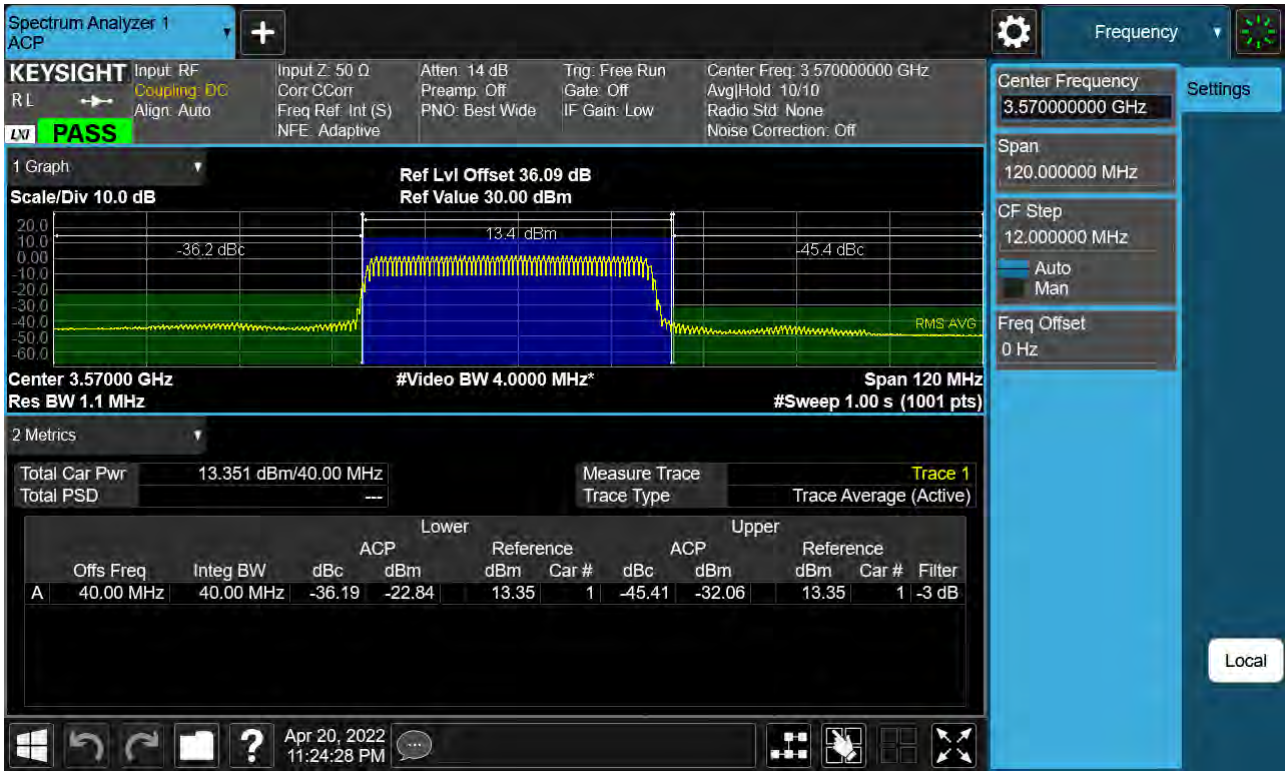 Spectrum Analyzer 1
ACP
+
Frequency
KEYSIGHT
R L
LXI
PASS
Input: RF
Coupling: DC
Align: Auto
Input Z: 50 Ω
Corr CCorr
Freq Ref: Int (S)
NFE: Adaptive
Atten: 14 dB
Preamp: Off
PNO: Best Wide
Trig: Free Run
Gate: Off
IF Gain: Low
Center Freq: 3.570000000 GHz
Avg|Hold: 10/10
Radio Std: None
Noise Correction: Off
Center Frequency
3.570000000 GHz
Settings
Span
120.000000 MHz
CF Step
12.000000 MHz
Auto
Man
Freq Offset
0 Hz
Local
1 Graph
Scale/Div 10.0 dB
Ref Lvl Offset 36.09 dB
Ref Value 30.00 dBm
20.0
10.0
0.00
-10.0
-20.0
-30.0
-40.0
-50.0
-60.0
-36.2 dBc
13.4 dBm
-45.4 dBc
RMS AVG
Center 3.57000 GHz
#Video BW 4.0000 MHz*
Span 120 MHz
Res BW 1.1 MHz
#Sweep 1.00 s (1001 pts)
2 Metrics
Total Car Pwr 13.351 dBm/40.00 MHz
Total PSD ---
Measure Trace Trace 1
Trace Type Trace Average (Active)
Lower Upper
ACP Reference ACP Reference
Offs Freq Integ BW dBc dBm dBm Car # dBc dBm dBm Car # Filter
A 40.00 MHz 40.00 MHz -36.19 -22.84 13.35 1 -45.41 -32.06 13.35 1 -3 dB
?
Apr 20, 2022
11:24:28 PM